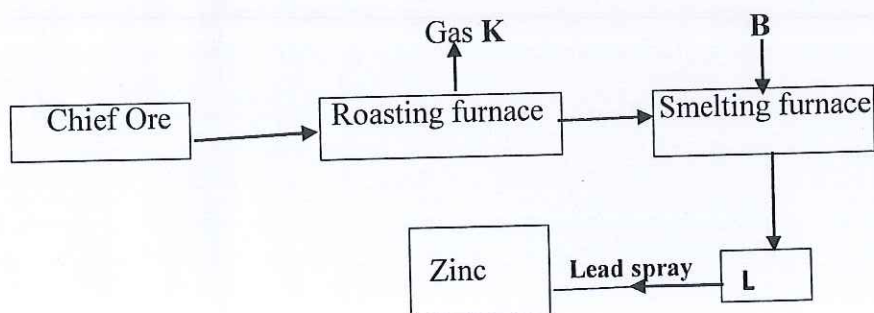 Gas K
B
Chief Ore
Roasting furnace
Smelting furnace
Zinc
Lead spray
L